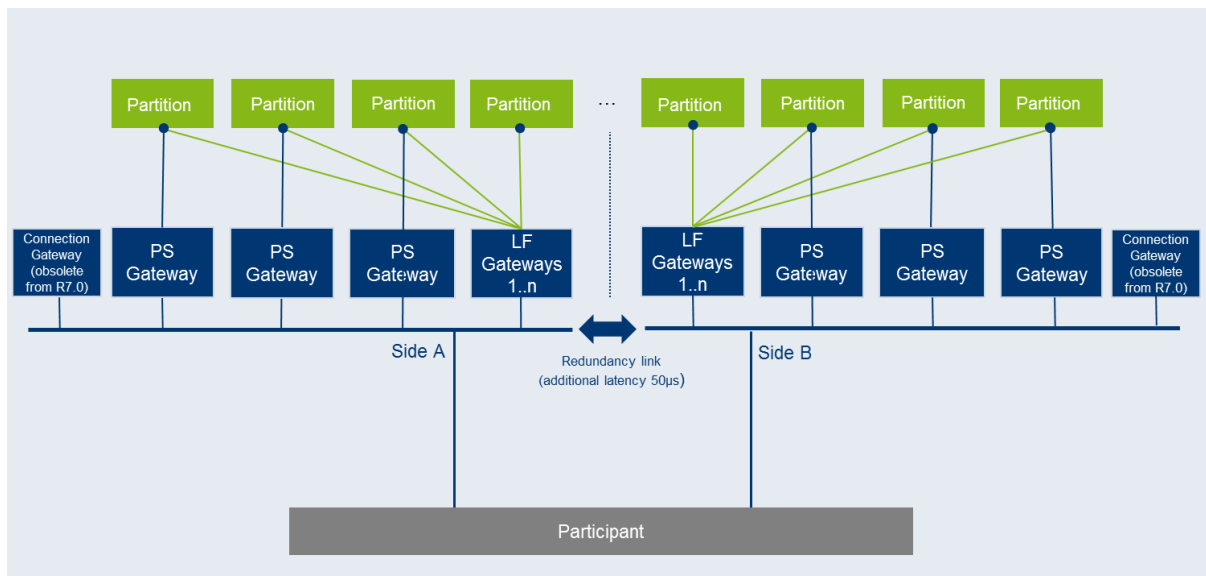 Partition
Partition
Partition
Partition
...
Partition
Partition
Partition
Partition
Connection
Gateway
(obsolete
from R7.0)
PS
Gateway
PS
Gateway
PS
Gateway
LF
Gateways
1..n
LF
Gateways
1..n
PS
Gateway
PS
Gateway
PS
Gateway
Connection
Gateway
(obsolete
from R7.0)
Side A
Redundancy link
(additional latency 50µs)
Side B
Participant